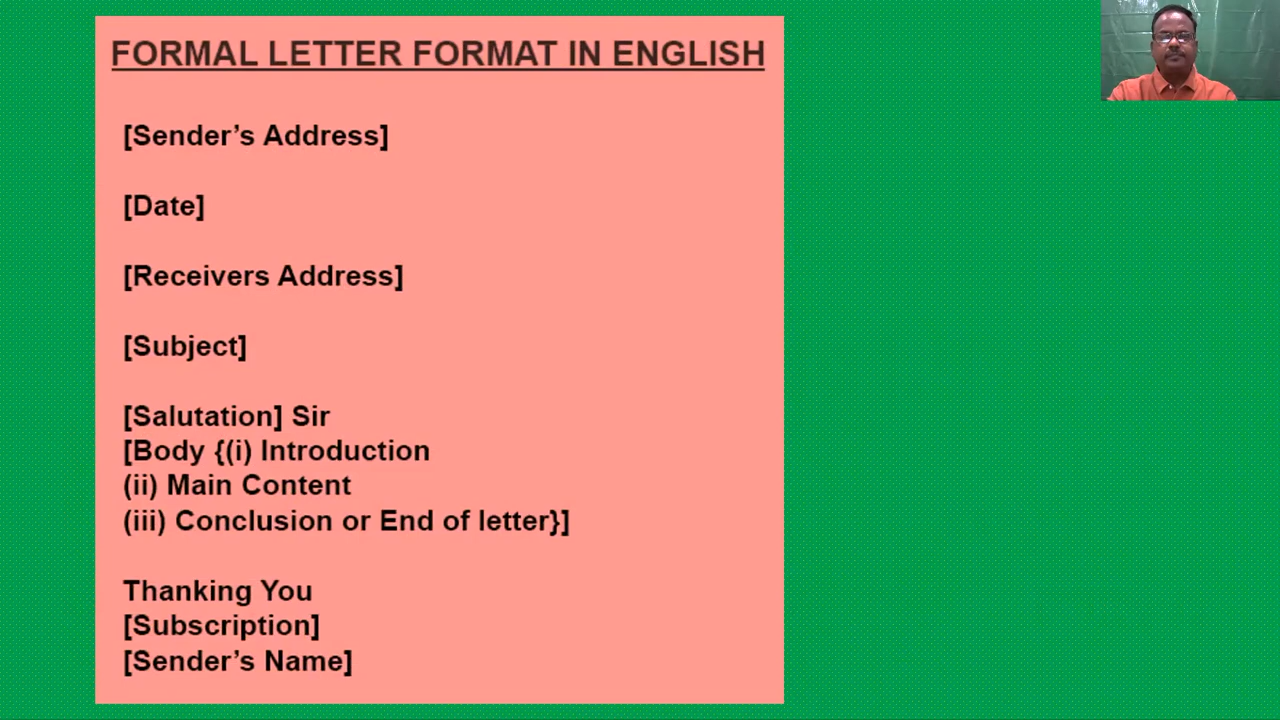 FORMAL LETTER FORMAT IN ENGLISH
[Sender’s Address]
[Date]
[Receivers Address]
[Subject]
[Salutation] Sir
[Body {(i) Introduction
(ii) Main Content
(iii) Conclusion or End of letter}]
Thanking You
[Subscription]
[Sender’s Name]